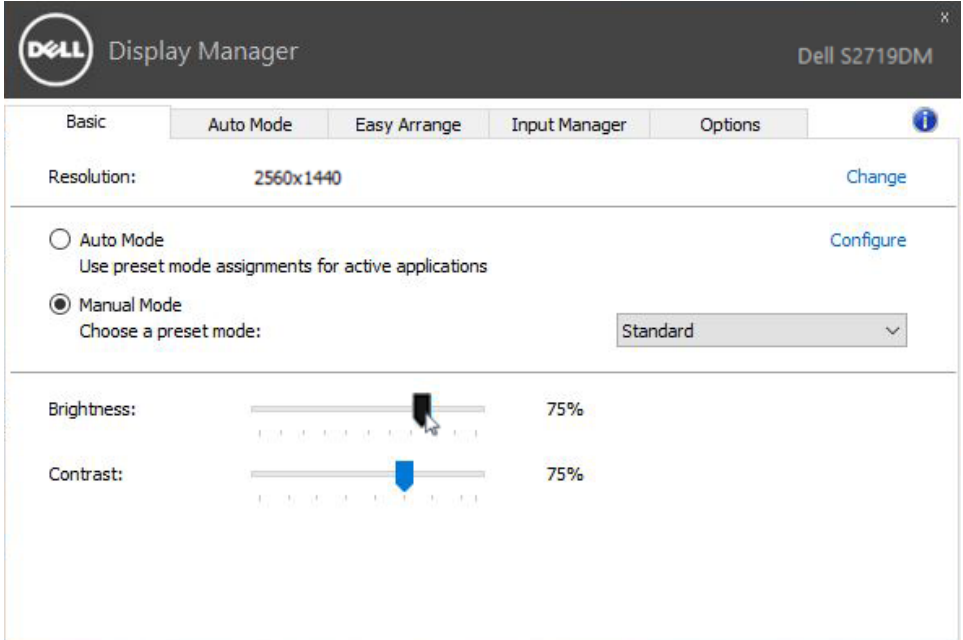 DELL Display Manager
x
Dell S2719DM
Basic Auto Mode Easy Arrange Input Manager Options i
Resolution: 2560x1440 Change
Auto Mode Configure
Use preset mode assignments for active applications
Manual Mode
Choose a preset mode: Standard
Brightness: 75%
Contrast: 75%